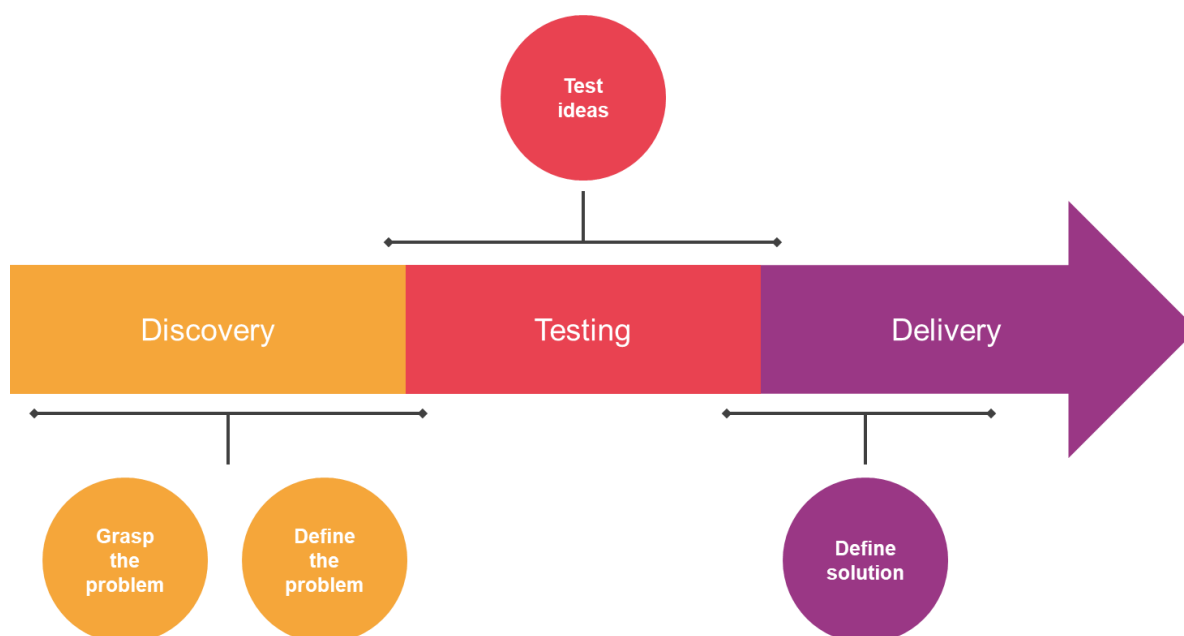 Test
ideas
Discovery
Testing
Delivery
Grasp
the
problem
Define
the
problem
Define
solution